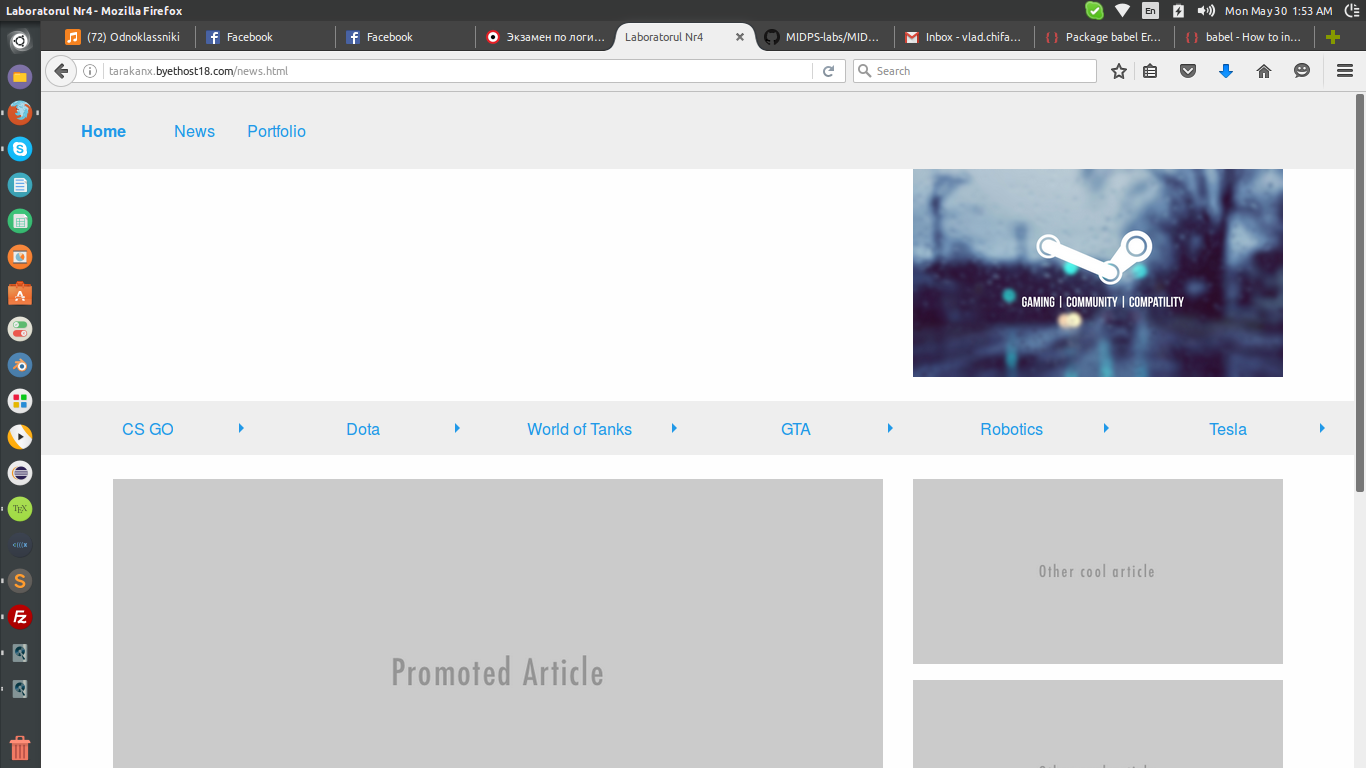 Laboratorul Nr4 - Mozilla Firefox
En
Mon May 30 1:53 AM
(72) Odnoklassniki
Facebook
Facebook
Экзамен по логи...
Laboratorul Nr4
MIDPS-labs/MID...
Inbox - vlad.chifa...
Package babel Er...
babel - How to in...
tarakanx.byethost18.com/news.html
Search
Home
News
Portfolio
GAMING | COMMUNITY | COMPATILITY
CS GO
Dota
World of Tanks
GTA
Robotics
Tesla
Other cool article
Promoted Article
TEX
S
Fz